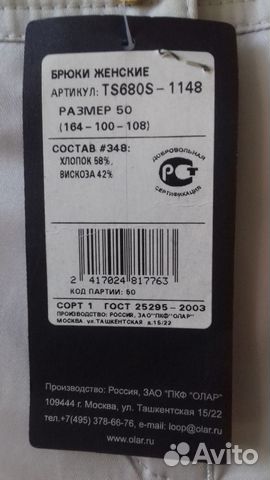 БРЮКИ ЖЕНСКИЕ
АРТИКУЛ: TS680S-1148
РАЗМЕР 50
(164-100-108)
СОСТАВ #348:
ХЛОПОК 58%,
ВИСКОЗА 42%
ДОБРОВОЛЬНАЯ
СЕРТИФИКАЦИЯ
2 417024 817763
КОД ПАРТИИ: 50
СОРТ 1 ГОСТ 25295-2003
ПРОИЗВОДСТВО: РОССИЯ, ЗАО"ПКФ"ОЛАР"
МОСКВА, ул.ТАШКЕНТСКАЯ д.15/22
Производство: Россия, ЗАО "ПКФ "ОЛАР"
109444 г. Москва, ул. Ташкентская 15/22
тел.+7(495) 378-66-76, e-mail: loop@olar.ru
www.olar.ru
Avito